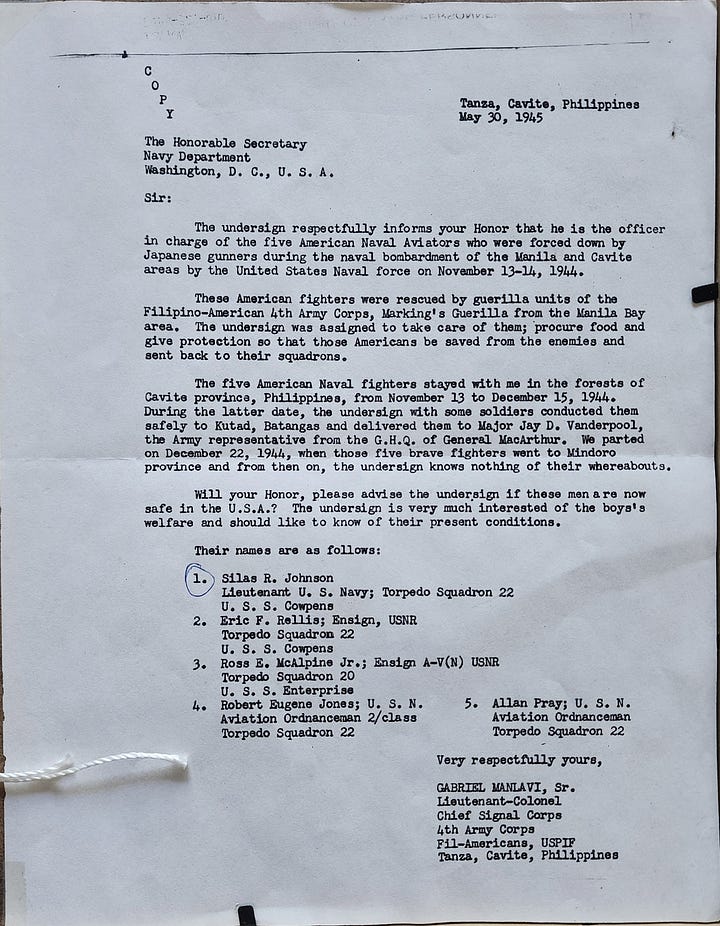 C
O
P
Y
Tanza, Cavite, Philippines
May 30, 1945
The Honorable Secretary
Navy Department
Washington, D. C., U. S. A.
Sir:
The undersign respectfully informs your Honor that he is the officer
in charge of the five American Naval Aviators who were forced down by
Japanese gunners during the naval bombardment of the Manila and Cavite
areas by the United States Naval force on November 13-14, 1944.
These American fighters were rescued by guerilla units of the
Filipino-American 4th Army Corps, Marking's Guerilla from the Manila Bay
area. The undersign was assigned to take care of them; procure food and
give protection so that those Americans be saved from the enemies and
sent back to their squadrons.
The five American Naval fighters stayed with me in the forests of
Cavite province, Philippines, from November 13 to December 15, 1944.
During the latter date, the undersign with some soldiers conducted them
safely to Kutad, Batangas and delivered them to Major Jay D. Vanderpool,
the Army representative from the G.H.Q. of General MacArthur. We parted
on December 22, 1944, when those five brave fighters went to Mindoro
province and from then on, the undersign knows nothing of their whereabouts.
Will your Honor, please advise the undersign if these men are now
safe in the U.S.A.? The undersign is very much interested of the boys's
welfare and should like to know of their present conditions.
Their names are as follows:
1. Silas R. Johnson
Lieutenant U. S. Navy; Torpedo Squadron 22
U. S. S. Cowpens
2. Eric F. Rellis; Ensign, USNR
Torpedo Squadron 22
U. S. S. Cowpens
3. Ross E. McAlpine Jr.; Ensign A-V(N) USNR
Torpedo Squadron 20
U. S. S. Enterprise
4. Robert Eugene Jones; U. S. N.
Aviation Ordnanceman 2/class
Torpedo Squadron 22
5. Allan Pray; U. S. N.
Aviation Ordnanceman
Torpedo Squadron 22
Very respectfully yours,
GABRIEL MANLAVI, Sr.
Lieutenant-Colonel
Chief Signal Corps
4th Army Corps
Fil-Americans, USPIF
Tanza, Cavite, Philippines